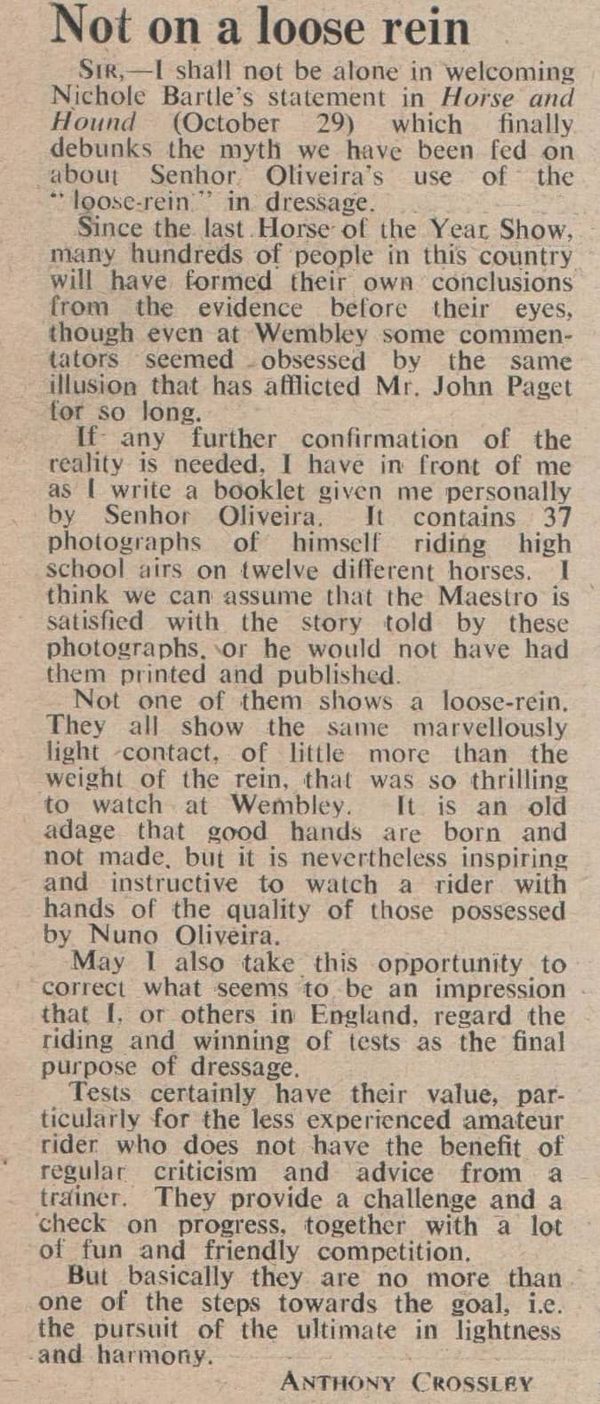 Not on a loose rein
SIR,—I shall not be alone in welcoming
Nichole Bartle's statement in Horse and
Hound (October 29) which finally
debunks the myth we have been fed on
about Senhor Oliveira's use of the
"loose-rein" in dressage.
Since the last Horse of the Year Show,
many hundreds of people in this country
will have formed their own conclusions
from the evidence before their eyes,
though even at Wembley some commen-
tators seemed obsessed by the same
illusion that has afflicted Mr. John Paget
for so long.
If any further confirmation of the
reality is needed, I have in front of me
as I write a booklet given me personally
by Senhor Oliveira. It contains 37
photographs of himself riding high
school airs on twelve different horses. I
think we can assume that the Maestro is
satisfied with the story told by these
photographs, or he would not have had
them printed and published.
Not one of them shows a loose-rein.
They all show the same marvellously
light contact, of little more than the
weight of the rein, that was so thrilling
to watch at Wembley. It is an old
adage that good hands are born and
not made, but it is nevertheless inspiring
and instructive to watch a rider with
hands of the quality of those possessed
by Nuno Oliveira.
May I also take this opportunity to
correct what seems to be an impression
that I, or others in England, regard the
riding and winning of tests as the final
purpose of dressage.
Tests certainly have their value, par-
ticularly for the less experienced amateur
rider who does not have the benefit of
regular criticism and advice from a
trainer. They provide a challenge and a
check on progress, together with a lot
of fun and friendly competition.
But basically they are no more than
one of the steps towards the goal, i.e.
the pursuit of the ultimate in lightness
and harmony.
ANTHONY CROSSLEY